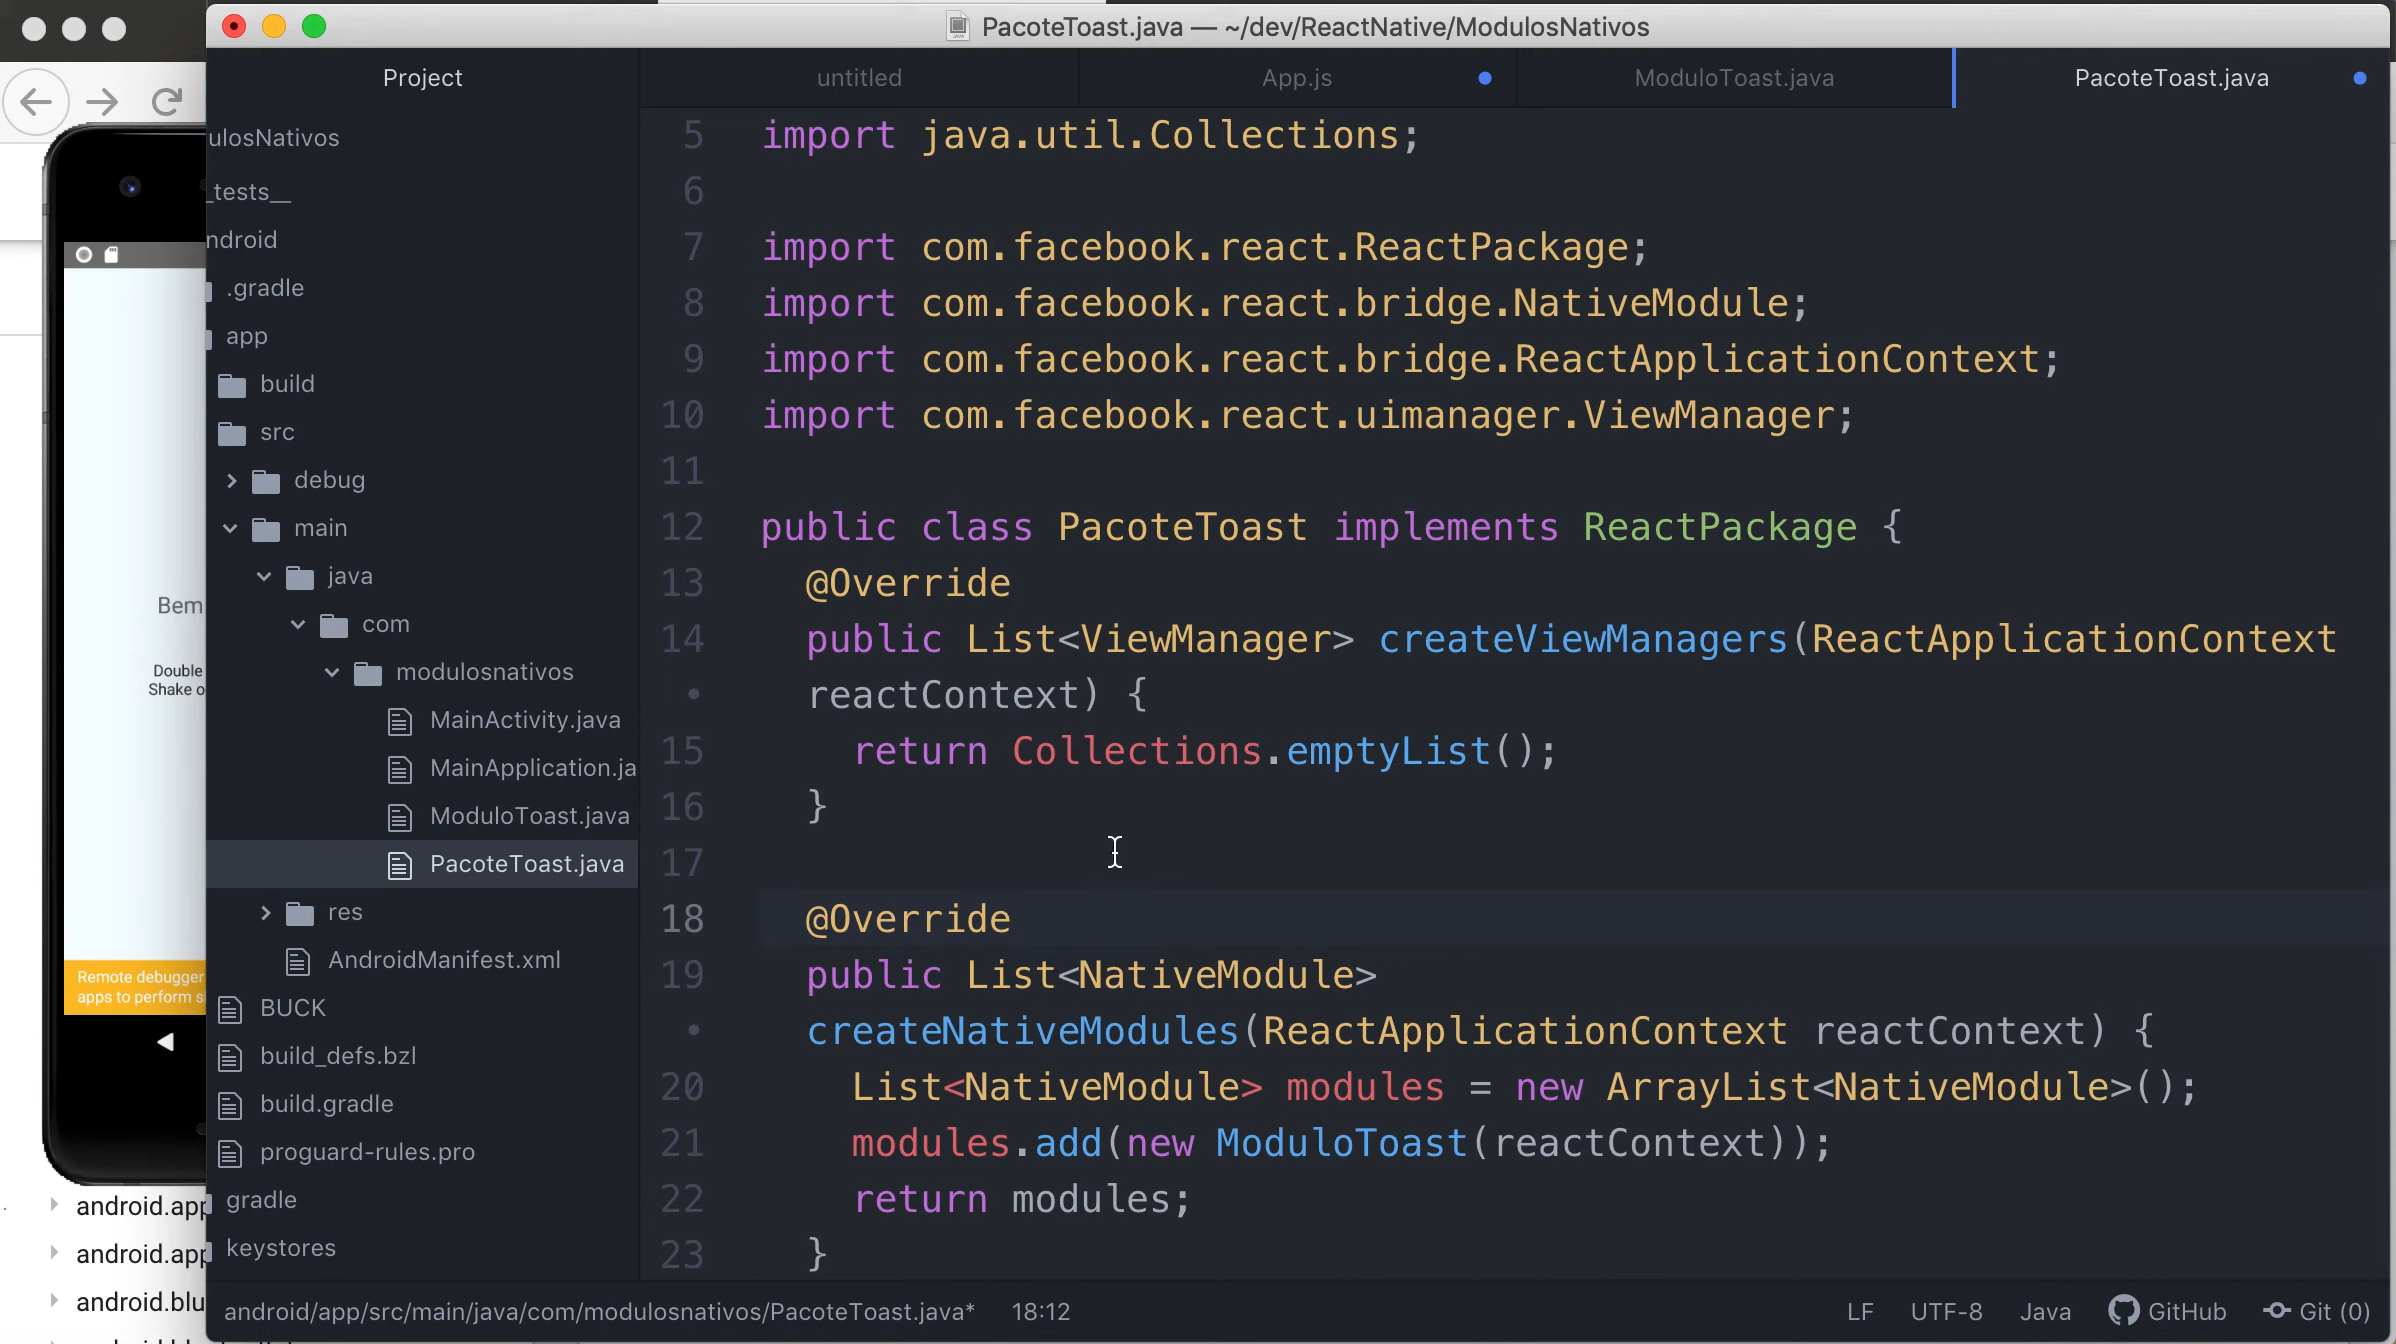 PacoteToast.java — ~/dev/ReactNative/ModulosNativos
Project
untitled
App.js
ModuloToast.java
PacoteToast.java
ulosNativos
_tests__
ndroid
.gradle
app
build
src
debug
main
java
com
modulosnativos
MainActivity.java
MainApplication.ja
ModuloToast.java
PacoteToast.java
res
AndroidManifest.xml
BUCK
build_defs.bzl
build.gradle
proguard-rules.pro
gradle
keystores
5 import java.util.Collections;
6
7 import com.facebook.react.ReactPackage;
8 import com.facebook.react.bridge.NativeModule;
9 import com.facebook.react.bridge.ReactApplicationContext;
10 import com.facebook.react.uimanager.ViewManager;
11
12 public class PacoteToast implements ReactPackage {
13 @Override
14 public List<ViewManager> createViewManagers(ReactApplicationContext
• reactContext) {
15 return Collections.emptyList();
16 }
17
18 @Override
19 public List<NativeModule>
• createNativeModules(ReactApplicationContext reactContext) {
20 List<NativeModule> modules = new ArrayList<NativeModule>();
21 modules.add(new ModuloToast(reactContext));
22 return modules;
23 }
android/app/src/main/java/com/modulosnativos/PacoteToast.java* 18:12
LF UTF-8 Java GitHub Git (0)
Bem
Double
Shake o
Remote debugger
apps to perform s
android.app
android.app
android.blu